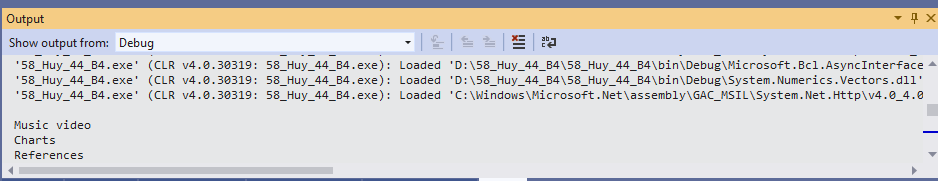 Output
Show output from: Debug
'58_Huy_44_B4.exe' (CLR v4.0.30319: 58_Huy_44_B4.exe): Loaded 'D:\58_Huy_44_B4\58_Huy_44_B4\bin\Debug\Microsoft.Bcl.AsyncInterface
'58_Huy_44_B4.exe' (CLR v4.0.30319: 58_Huy_44_B4.exe): Loaded 'D:\58_Huy_44_B4\58_Huy_44_B4\bin\Debug\System.Numerics.Vectors.dll'
'58_Huy_44_B4.exe' (CLR v4.0.30319: 58_Huy_44_B4.exe): Loaded 'C:\Windows\Microsoft.Net\assembly\GAC_MSIL\System.Net.Http\v4.0_4.0
Music video
Charts
References